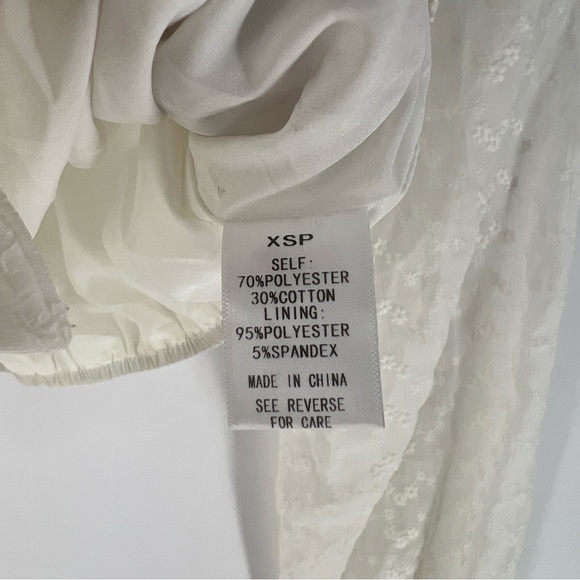 XSP
SELF:
70%POLYESTER
30%COTTON
LINING:
95%POLYESTER
5%SPANDEX
MADE IN CHINA
SEE REVERSE
FOR CARE